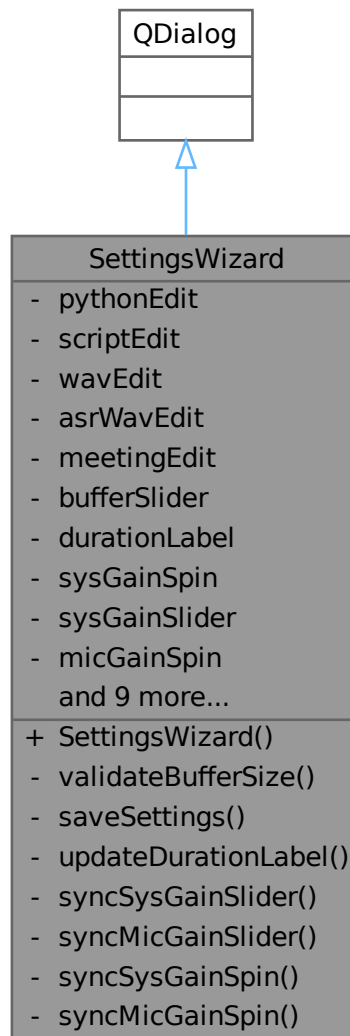 QDialog
SettingsWizard
- pythonEdit
- scriptEdit
- wavEdit
- asrWavEdit
- meetingEdit
- bufferSlider
- durationLabel
- sysGainSpin
- sysGainSlider
- micGainSpin
and 9 more...
+ SettingsWizard()
- validateBufferSize()
- saveSettings()
- updateDurationLabel()
- syncSysGainSlider()
- syncMicGainSlider()
- syncSysGainSpin()
- syncMicGainSpin()